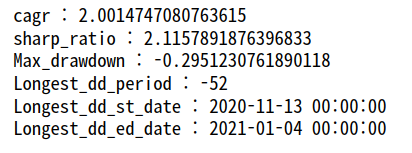 cagr : 2.0014747080763615
sharp_ratio : 2.1157891876396833
Max_drawdown : -0.2951230761890118
Longest_dd_period : -52
Longest_dd_st_date : 2020-11-13 00:00:00
Longest_dd_ed_date : 2021-01-04 00:00:00